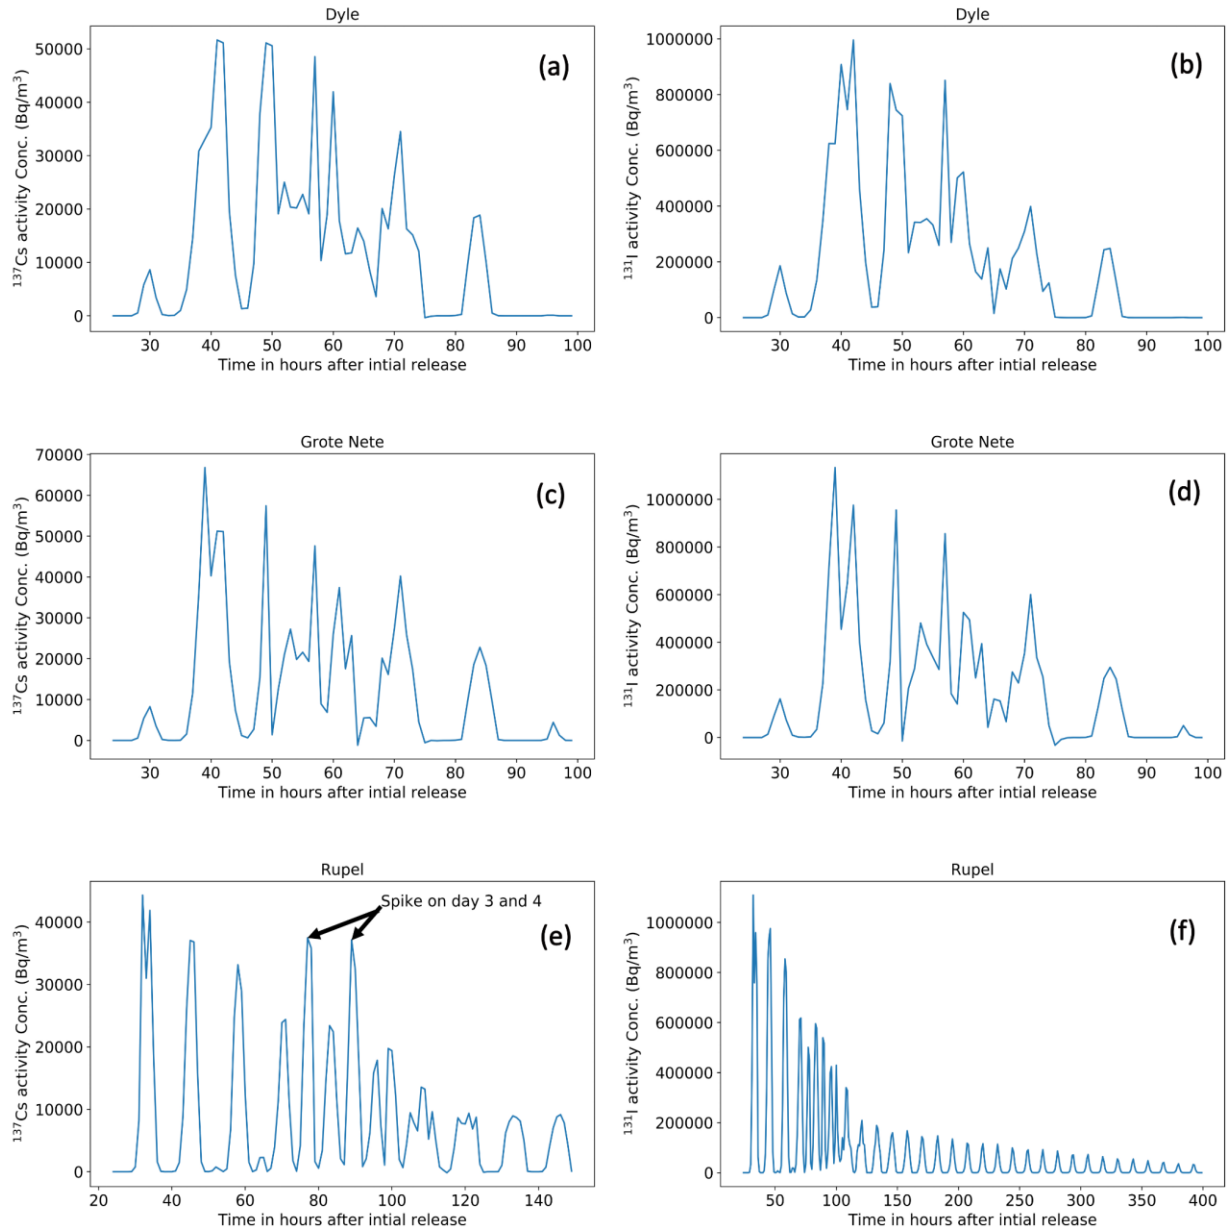 Dyle
(a)
¹³⁷Cs activity Conc. (Bq/m³)
50000
40000
30000
20000
10000
0
30 40 50 60 70 80 90 100
Time in hours after intial release
Dyle
(b)
¹³¹I activity Conc. (Bq/m³)
1000000
800000
600000
400000
200000
0
30 40 50 60 70 80 90 100
Time in hours after intial release
Grote Nete
(c)
¹³⁷Cs activity Conc. (Bq/m³)
70000
60000
50000
40000
30000
20000
10000
0
30 40 50 60 70 80 90 100
Time in hours after intial release
Grote Nete
(d)
¹³¹I activity Conc. (Bq/m³)
1000000
800000
600000
400000
200000
0
30 40 50 60 70 80 90 100
Time in hours after intial release
Rupel
Spike on day 3 and 4
(e)
¹³⁷Cs activity Conc. (Bq/m³)
40000
30000
20000
10000
0
20 40 60 80 100 120 140
Time in hours after intial release
Rupel
(f)
¹³¹I activity Conc. (Bq/m³)
1000000
800000
600000
400000
200000
0
50 100 150 200 250 300 350 400
Time in hours after intial release